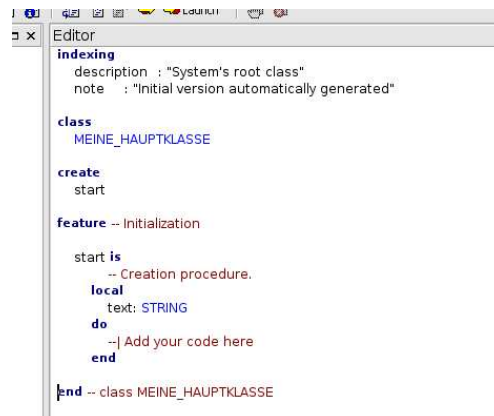 Launch
Editor
indexing
description : "System's root class"
note : "Initial version automatically generated"
class
MEINE_HAUPTKLASSE
create
start
feature -- Initialization
start is
-- Creation procedure.
local
text: STRING
do
--| Add your code here
end
end -- class MEINE_HAUPTKLASSE